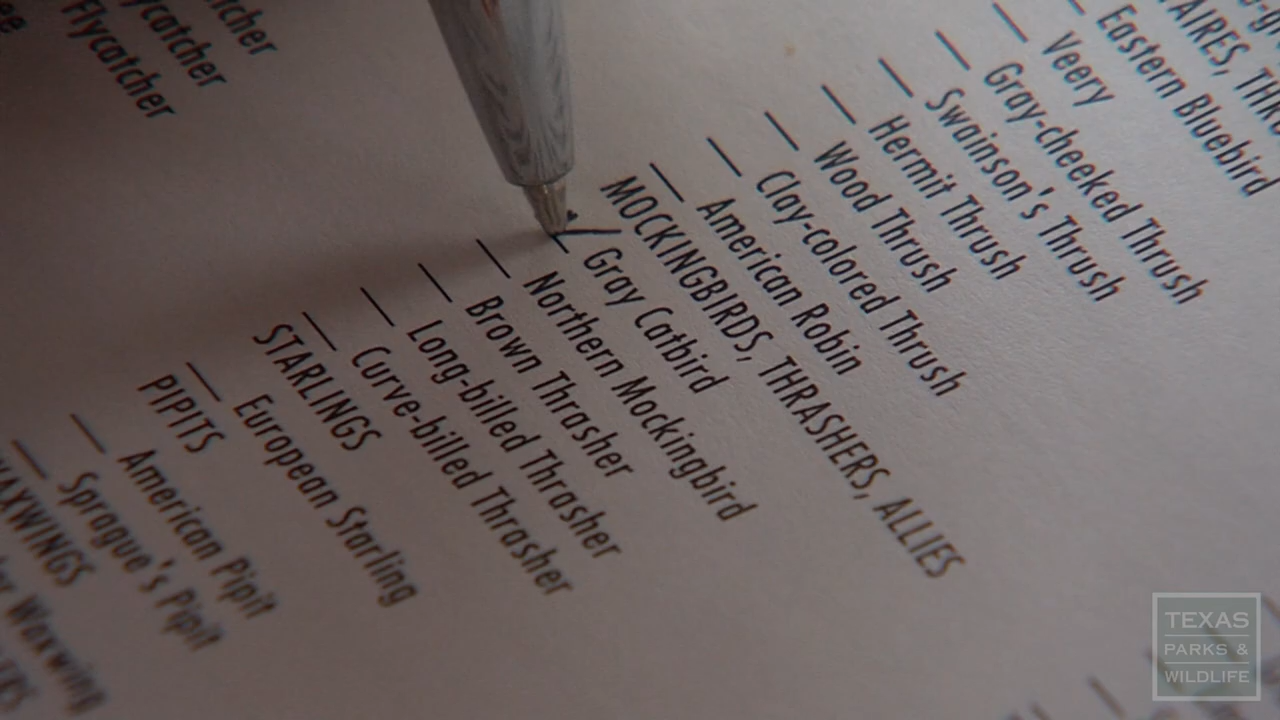 Flycatcher
Eastern Bluebird
Veery
Gray-cheeked Thrush
Swainson's Thrush
Hermit Thrush
Wood Thrush
Clay-colored Thrush
American Robin
MOCKINGBIRDS, THRASHERS, ALLIES
Gray Catbird
Northern Mockingbird
Brown Thrasher
Long-billed Thrasher
Curve-billed Thrasher
STARLINGS
European Starling
PIPITS
American Pipit
Sprague's Pipit
WAXWINGS
Waxwing
TEXAS
PARKS &
WILDLIFE